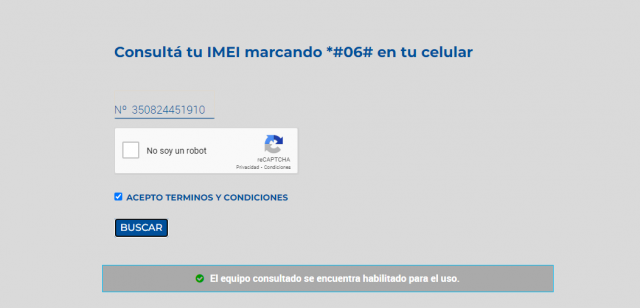 Consultá tu IMEI marcando *#06# en tu celular
Nº 350824451910
No soy un robot
reCAPTCHA
Privacidad - Condiciones
ACEPTO TERMINOS Y CONDICIONES
BUSCAR
El equipo consultado se encuentra habilitado para el uso.